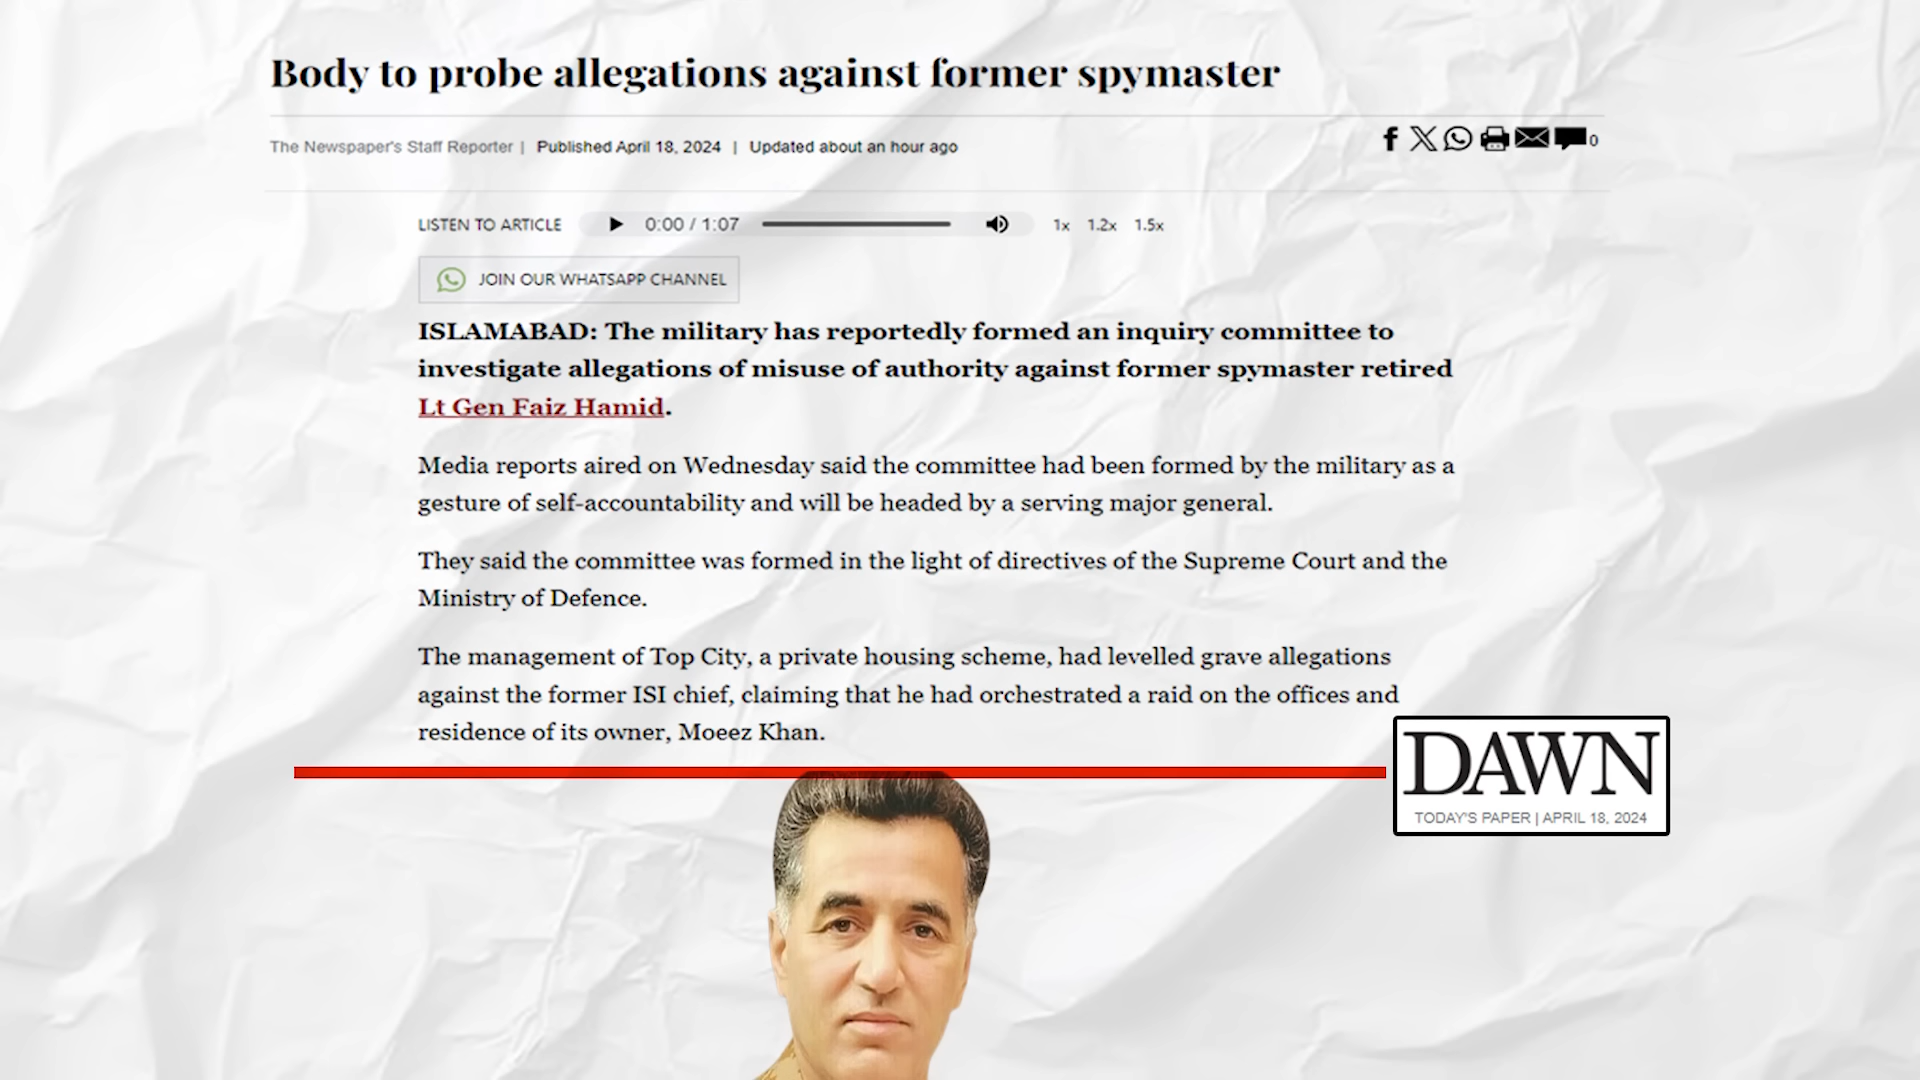 Body to probe allegations against former spymaster
The Newspaper's Staff Reporter | Published April 18, 2024 | Updated about an hour ago
0
LISTEN TO ARTICLE 0:00 / 1:07 1x 1.2x 1.5x
JOIN OUR WHATSAPP CHANNEL
ISLAMABAD: The military has reportedly formed an inquiry committee to
investigate allegations of misuse of authority against former spymaster retired
Lt Gen Faiz Hamid.
Media reports aired on Wednesday said the committee had been formed by the military as a
gesture of self-accountability and will be headed by a serving major general.
They said the committee was formed in the light of directives of the Supreme Court and the
Ministry of Defence.
The management of Top City, a private housing scheme, had levelled grave allegations
against the former ISI chief, claiming that he had orchestrated a raid on the offices and
residence of its owner, Moeez Khan.
DAWN
TODAY'S PAPER | APRIL 18, 2024